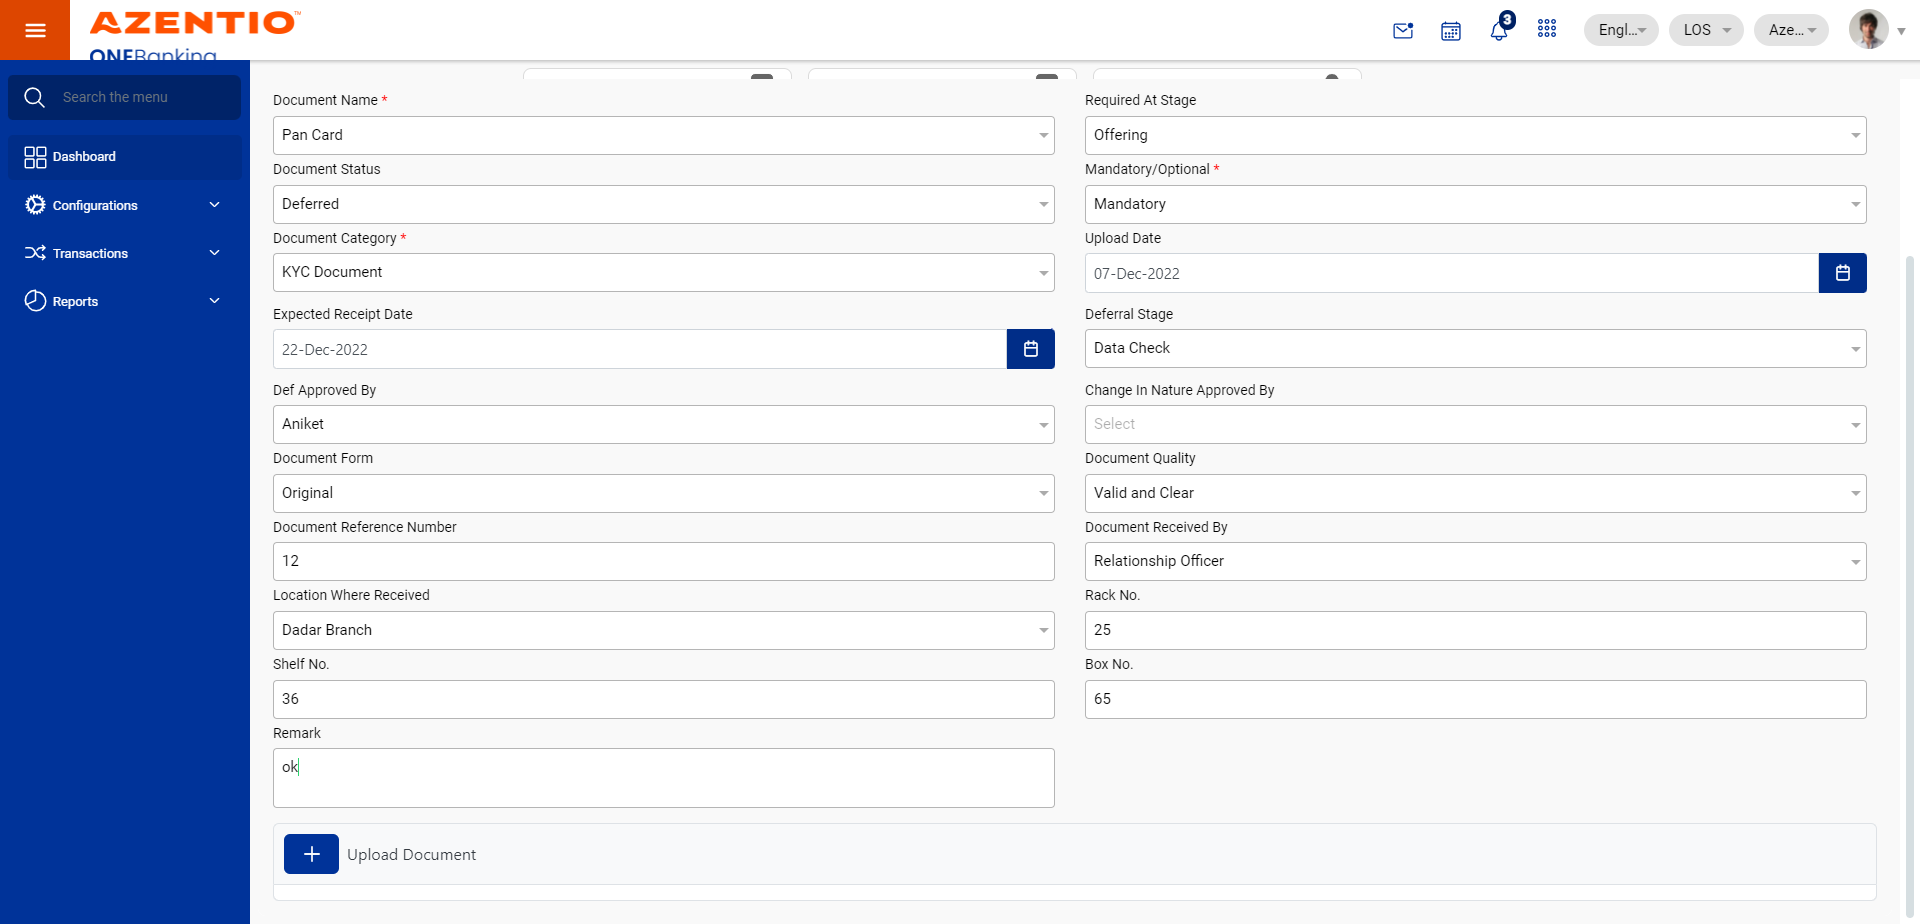 AZENTIO™
ONEBanking
3
Engl...
LOS
Aze...
Search the menu
Dashboard
Configurations
Transactions
Reports
Document Name *
Required At Stage
Pan Card
Offering
Document Status
Mandatory/Optional *
Deferred
Mandatory
Document Category *
Upload Date
KYC Document
07-Dec-2022
Expected Receipt Date
Deferral Stage
22-Dec-2022
Data Check
Def Approved By
Change In Nature Approved By
Aniket
Select
Document Form
Document Quality
Original
Valid and Clear
Document Reference Number
Document Received By
12
Relationship Officer
Location Where Received
Rack No.
Dadar Branch
25
Shelf No.
Box No.
36
65
Remark
ok
Upload Document